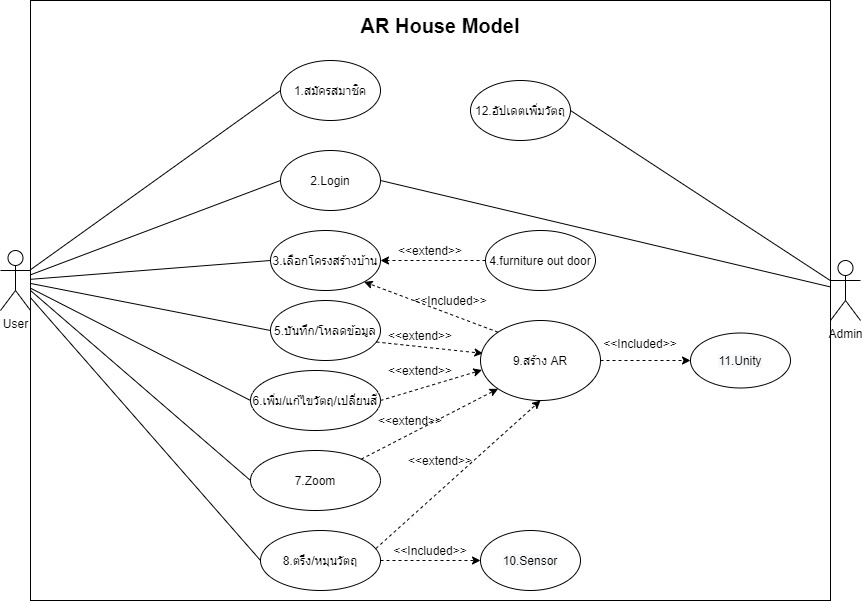 AR House Model
1.สมัครสมาชิค
12.อัปเดตเพิ่มวัตถุ
2.Login
3.เลือกโครงสร้างบ้าน
<<extend>>
4.furniture out door
<<Included>>
User
Admin
5.บันทึก/โหลดข้อมูล
<<extend>>
9.สร้าง AR
<<Included>>
11.Unity
<<extend>>
6.เพิ่ม/แก้ไขวัตถุ/เปลี่ยนสี
<<extend>>
7.Zoom
<<extend>>
8.ตรึง/หมุนวัตถุ
<<Included>>
10.Sensor